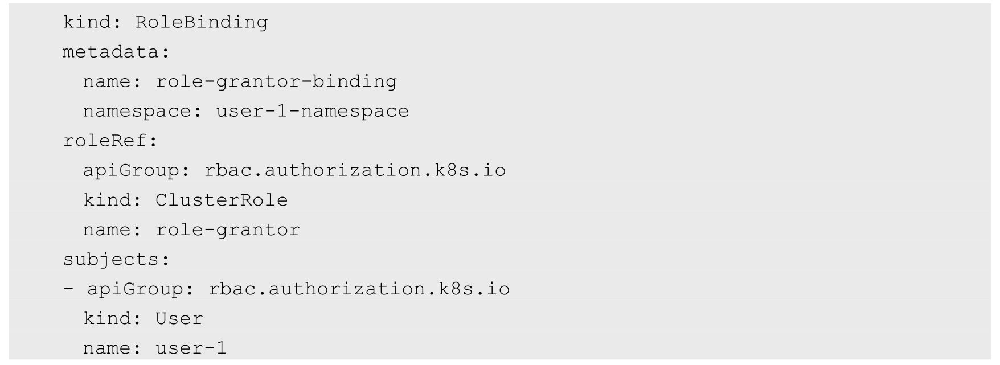 kind: RoleBinding
metadata:
  name: role-grantor-binding
  namespace: user-1-namespace
roleRef:
  apiGroup: rbac.authorization.k8s.io
  kind: ClusterRole
  name: role-grantor
subjects:
- apiGroup: rbac.authorization.k8s.io
  kind: User
  name: user-1